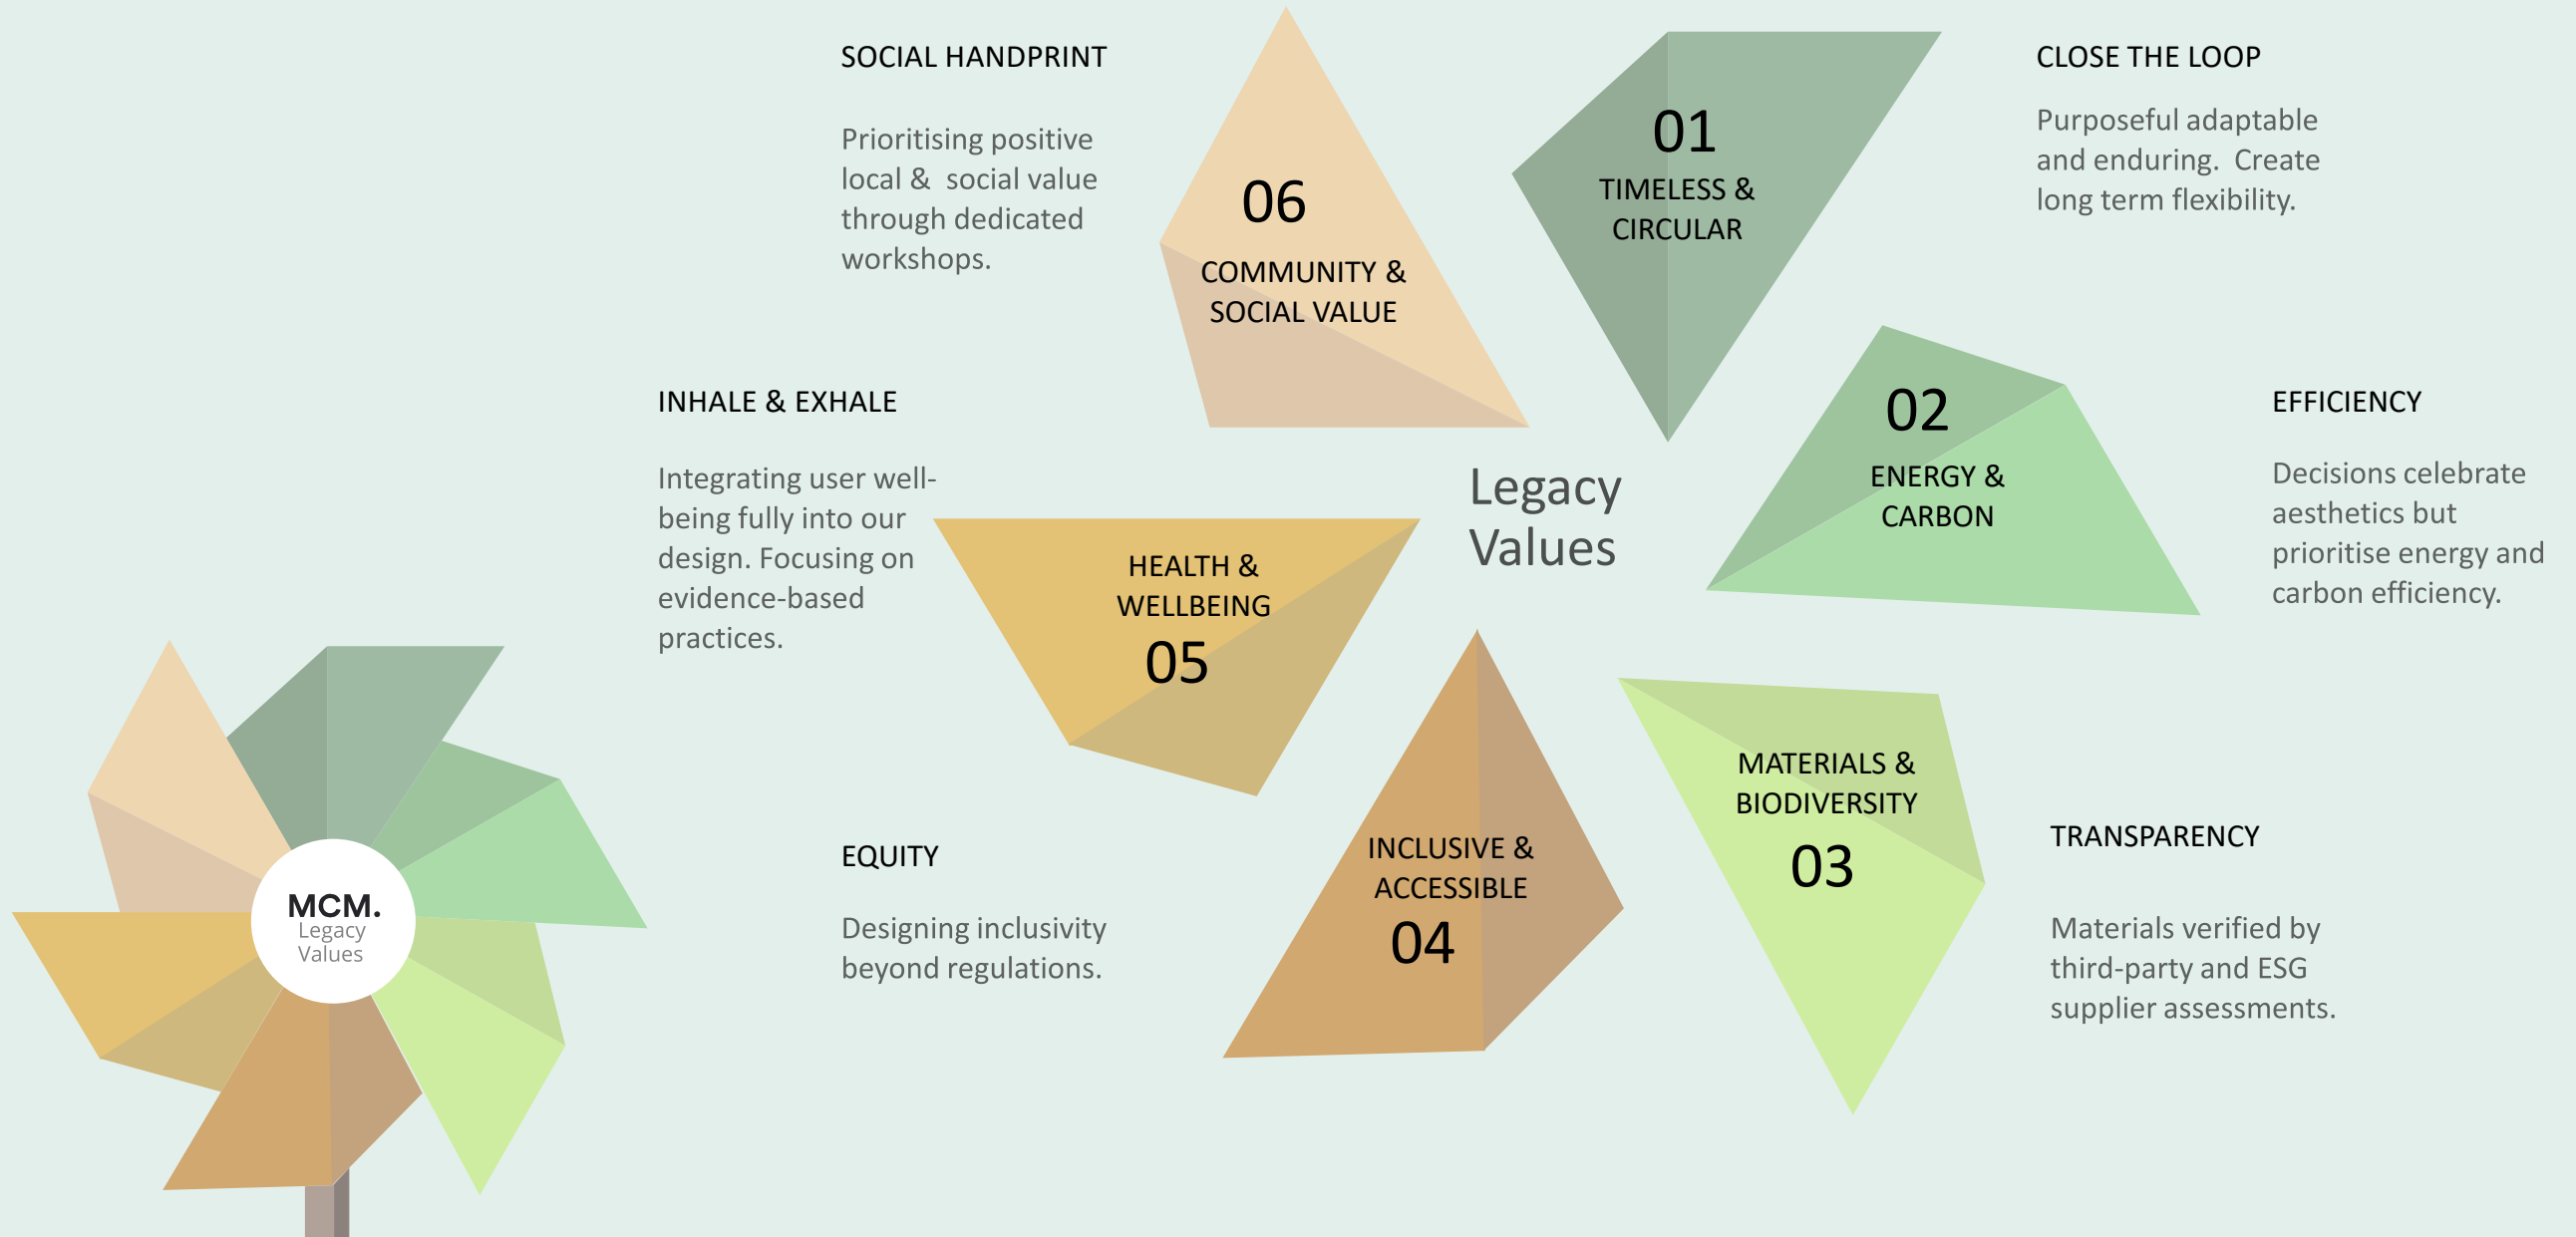 SOCIAL HANDPRINT
Prioritising positive
local &  social value
through dedicated
workshops.
06
COMMUNITY &
SOCIAL VALUE
01
TIMELESS &
CIRCULAR
CLOSE THE LOOP
Purposeful adaptable
and enduring.  Create
long term flexibility.
INHALE & EXHALE
Integrating user well-
being fully into our
design. Focusing on
evidence-based
practices.
HEALTH &
WELLBEING
05
Legacy
Values
02
ENERGY &
CARBON
EFFICIENCY
Decisions celebrate
aesthetics but
prioritise energy and
carbon efficiency.
EQUITY
Designing inclusivity
beyond regulations.
INCLUSIVE &
ACCESSIBLE
04
MATERIALS &
BIODIVERSITY
03
TRANSPARENCY
Materials verified by
third-party and ESG
supplier assessments.
MCM.
Legacy
Values